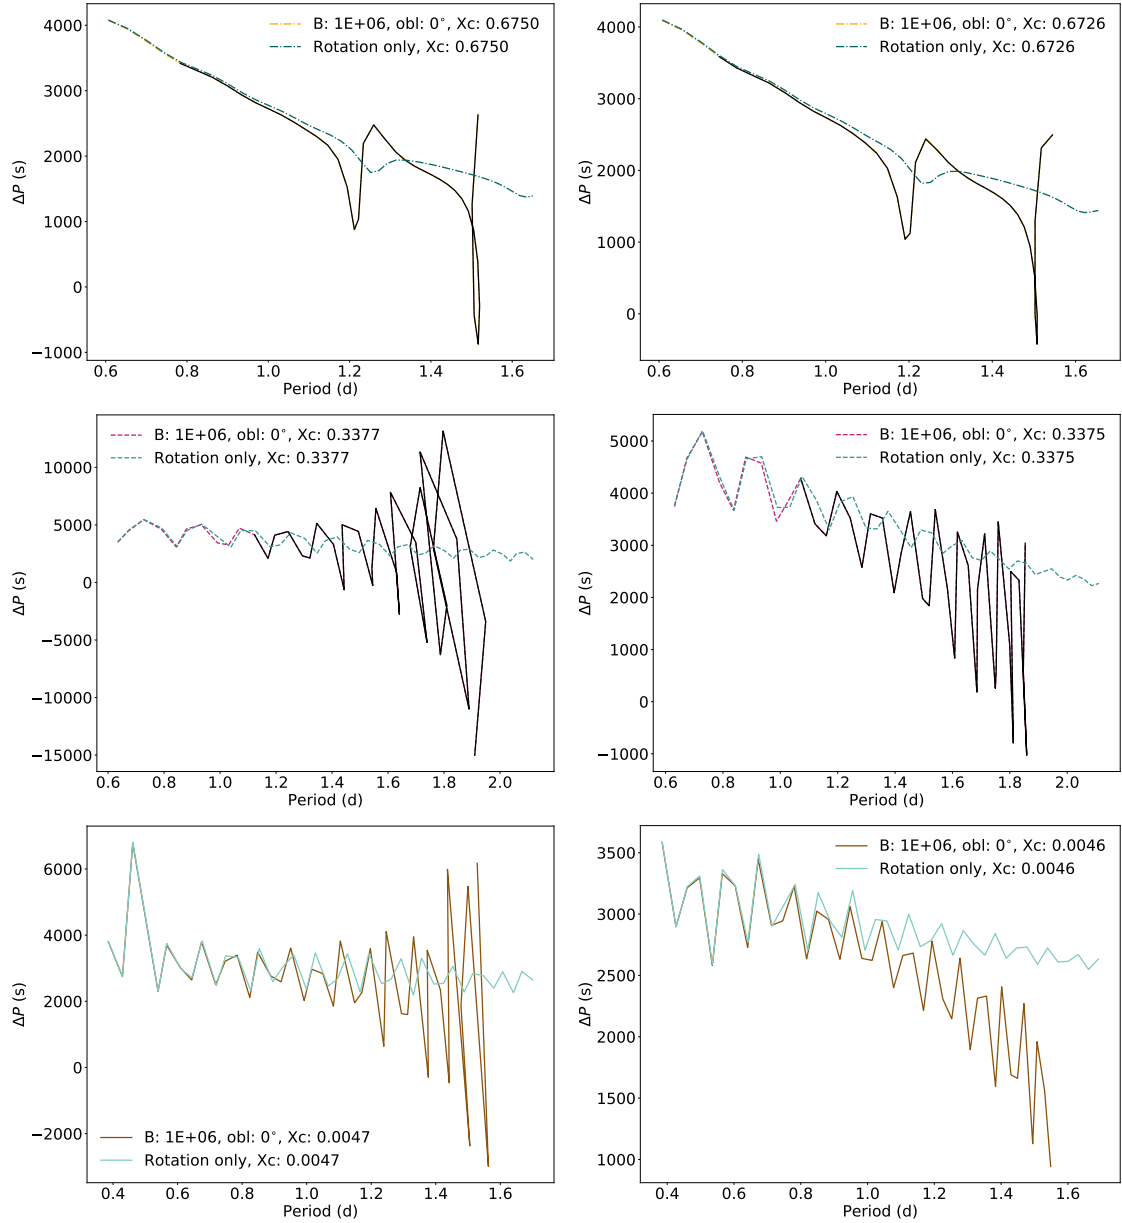 B: 1E+06, obl: 0°, Xc: 0.6750
Rotation only, Xc: 0.6750
4000
3000
2000
1000
0
−1000
ΔP (s)
0.6 0.8 1.0 1.2 1.4 1.6
Period (d)
B: 1E+06, obl: 0°, Xc: 0.6726
Rotation only, Xc: 0.6726
4000
3000
2000
1000
0
ΔP (s)
0.6 0.8 1.0 1.2 1.4 1.6
Period (d)
B: 1E+06, obl: 0°, Xc: 0.3377
Rotation only, Xc: 0.3377
10000
5000
0
−5000
−10000
−15000
ΔP (s)
0.6 0.8 1.0 1.2 1.4 1.6 1.8 2.0
Period (d)
B: 1E+06, obl: 0°, Xc: 0.3375
Rotation only, Xc: 0.3375
5000
4000
3000
2000
1000
0
−1000
ΔP (s)
0.6 0.8 1.0 1.2 1.4 1.6 1.8 2.0
Period (d)
6000
4000
2000
0
−2000
ΔP (s)
B: 1E+06, obl: 0°, Xc: 0.0047
Rotation only, Xc: 0.0047
0.4 0.6 0.8 1.0 1.2 1.4 1.6
Period (d)
B: 1E+06, obl: 0°, Xc: 0.0046
Rotation only, Xc: 0.0046
3500
3000
2500
2000
1500
1000
ΔP (s)
0.4 0.6 0.8 1.0 1.2 1.4 1.6
Period (d)